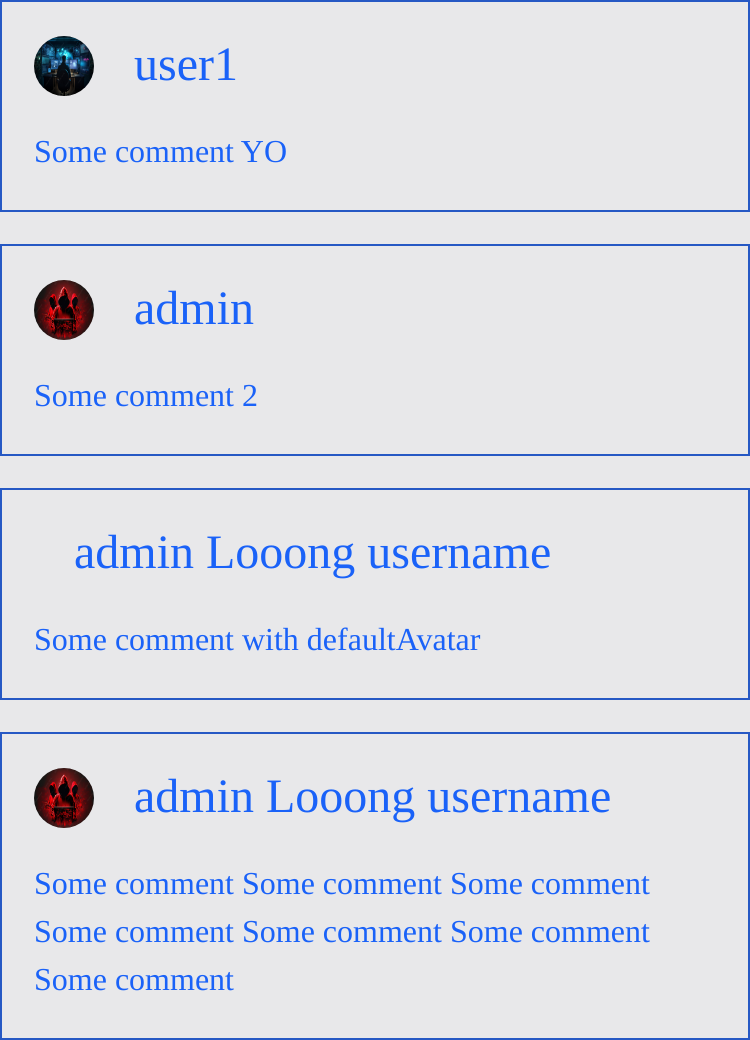 user1
Some comment YO
admin
Some comment 2
admin Looong username
Some comment with defaultAvatar
admin Looong username
Some comment Some comment Some comment
Some comment Some comment Some comment
Some comment